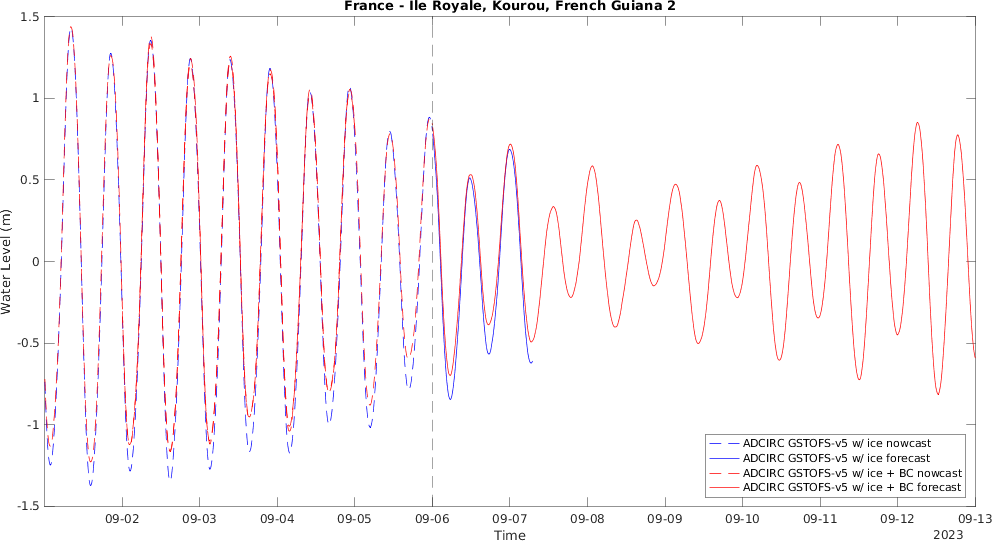 France - Ile Royale, Kourou, French Guiana 2
1.5
1
0.5
0
-0.5
-1
-1.5
Water Level (m)
09-02 09-03 09-04 09-05 09-06 09-07 09-08 09-09 09-10 09-11 09-12 09-13
Time
2023
ADCIRC GSTOFS-v5 w/ ice nowcast
ADCIRC GSTOFS-v5 w/ ice forecast
ADCIRC GSTOFS-v5 w/ ice + BC nowcast
ADCIRC GSTOFS-v5 w/ ice + BC forecast